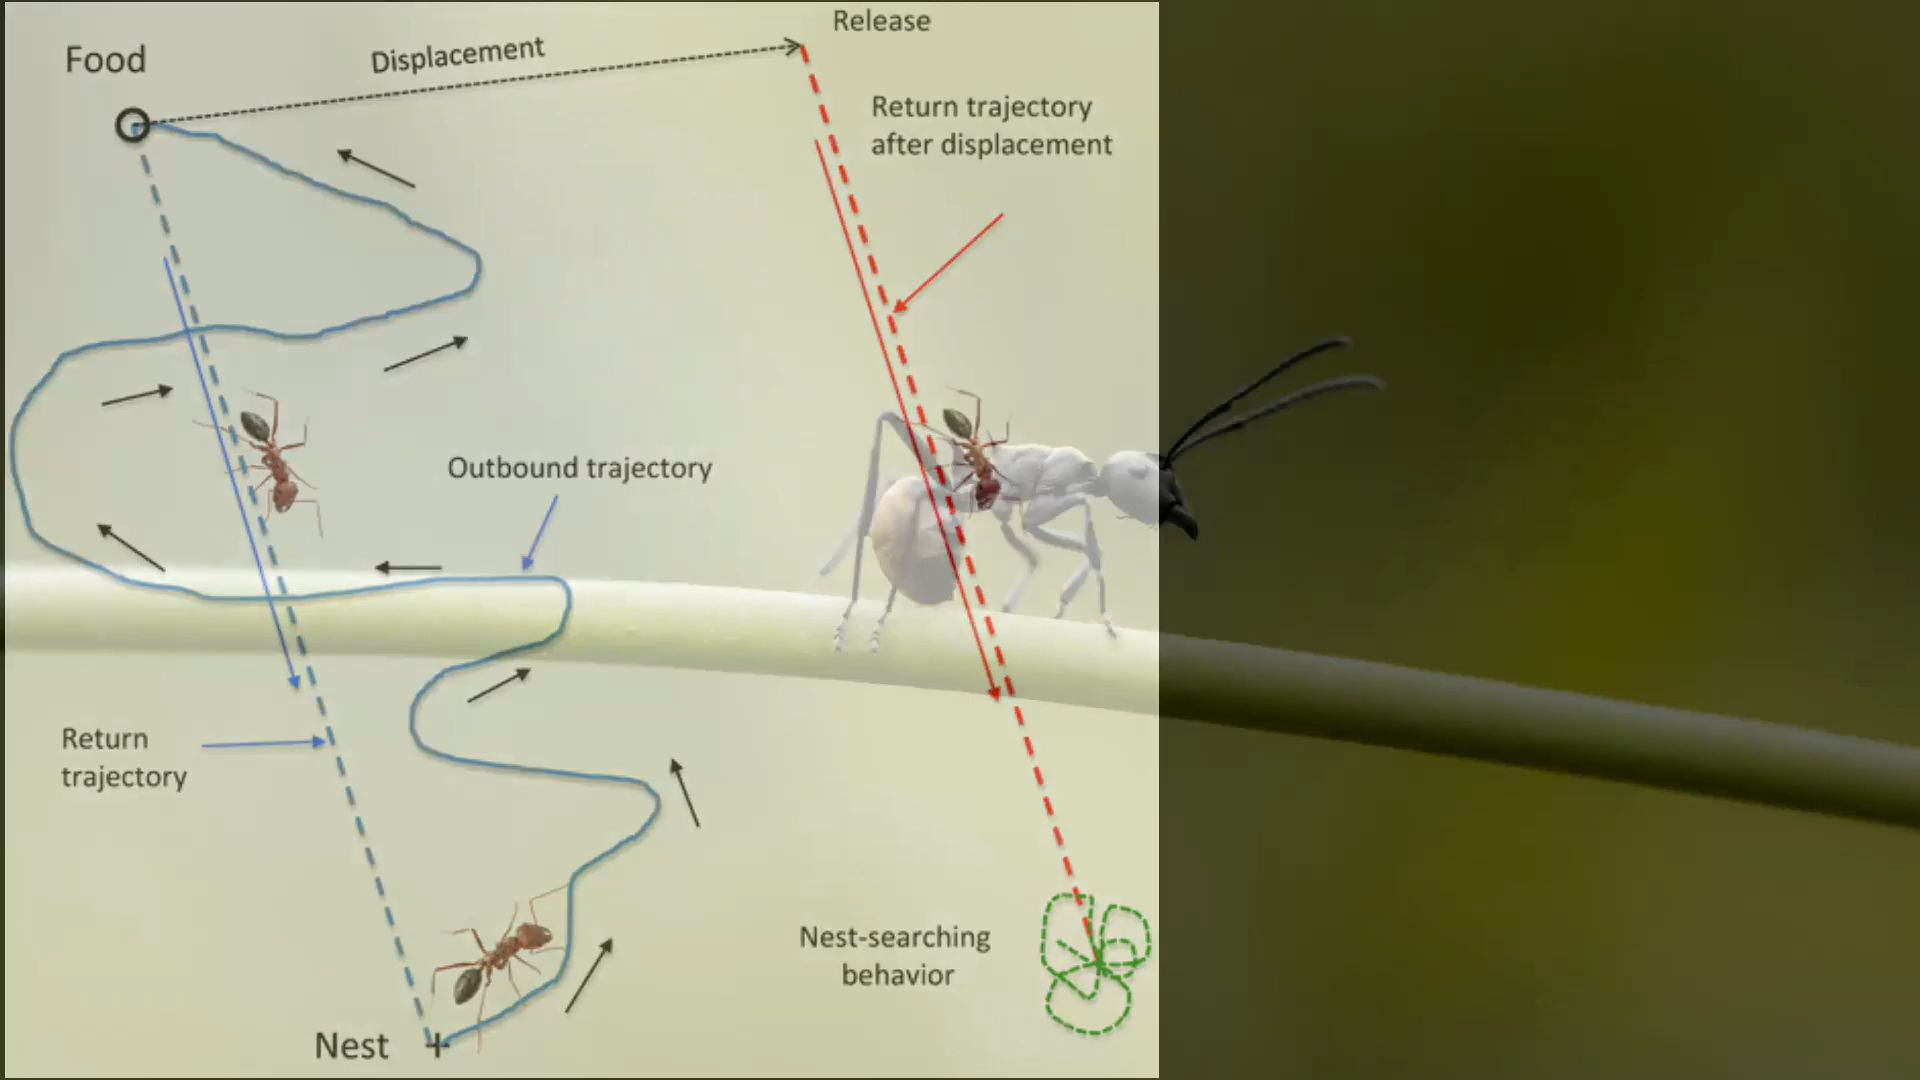 Release
Food
Displacement
Return trajectory
after displacement
Outbound trajectory
Return
trajectory
Nest-searching
behavior
Nest